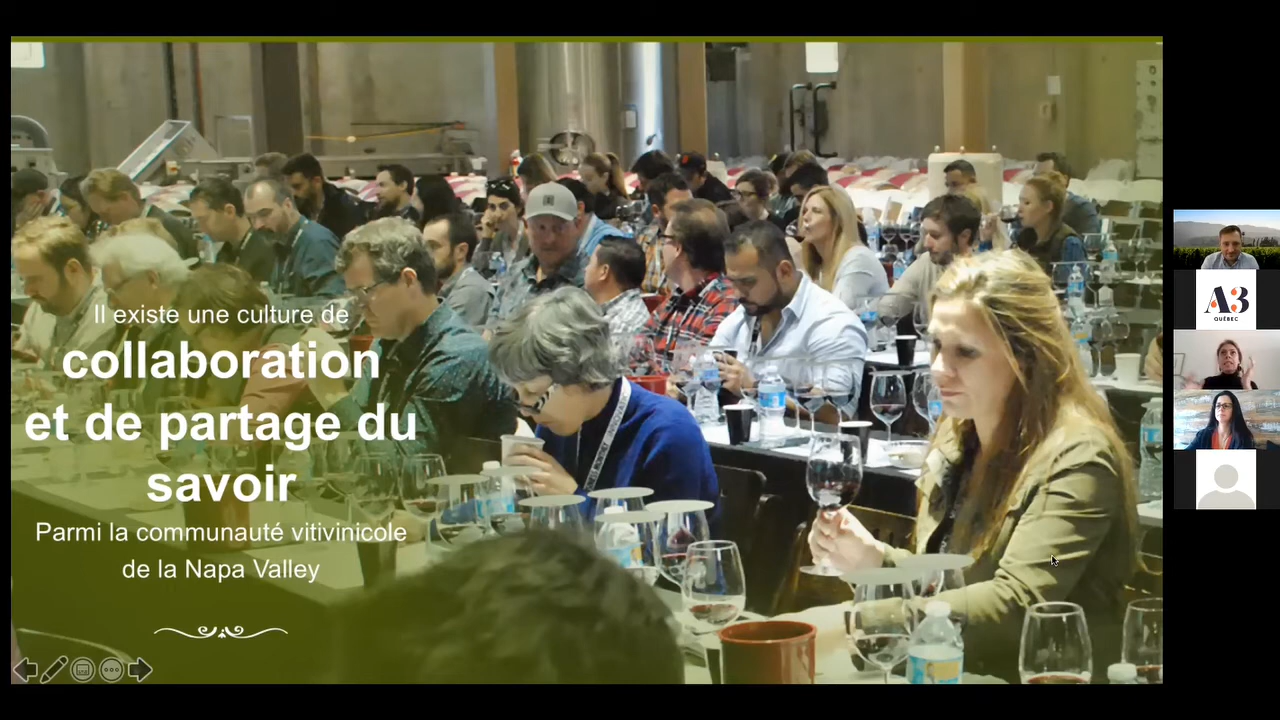 Il existe une culture de
collaboration
et de partage du
savoir
Parmi la communauté vitivinicole
de la Napa Valley
A3
QUÉBEC